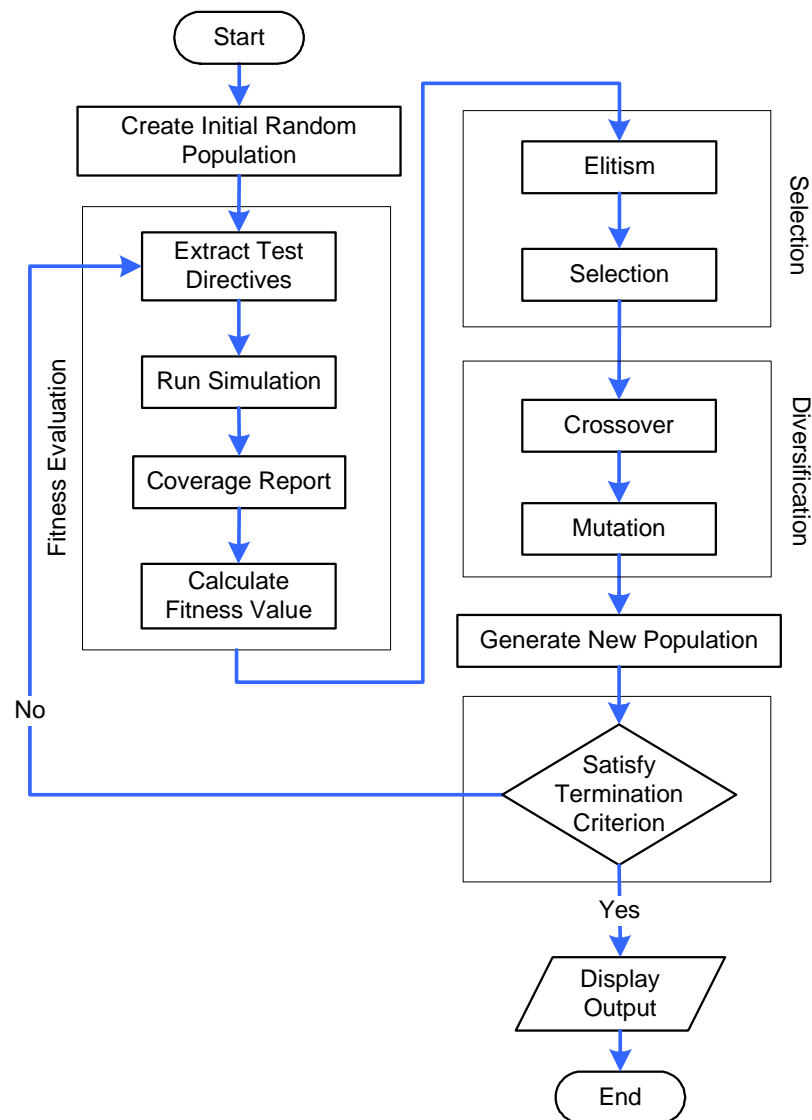 Start
Create Initial Random
Population
Fitness Evaluation
Extract Test
Directives
Run Simulation
Coverage Report
Calculate
Fitness Value
Selection
Elitism
Selection
Diversification
Crossover
Mutation
Generate New Population
Satisfy
Termination
Criterion
No
Yes
Display
Output
End